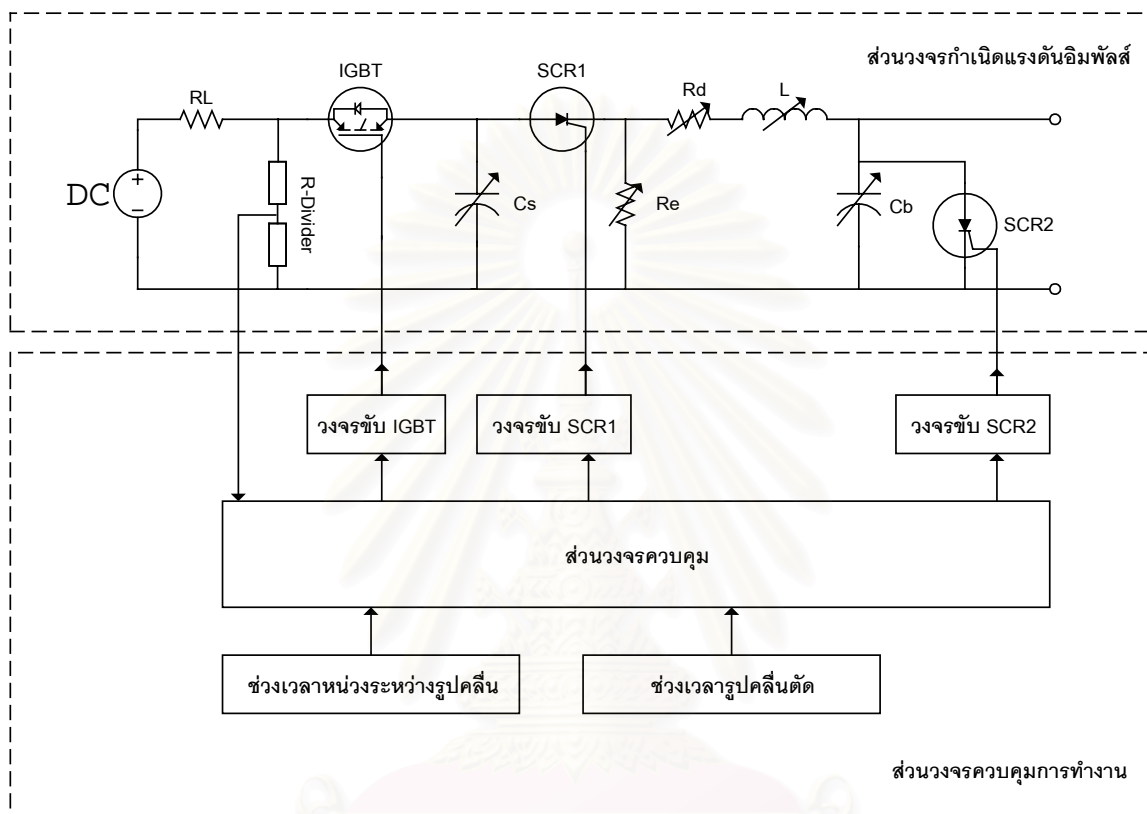 ส่วนวงจรกำเนิดแรงดันอิมพัลส์
IGBT
SCR1
RL
Rd
L
DC
R-Divider
Cs
Re
Cb
SCR2
วงจรขับ IGBT
วงจรขับ SCR1
วงจรขับ SCR2
ส่วนวงจรควบคุม
ช่วงเวลาหน่วงระหว่างรูปคลื่น
ช่วงเวลารูปคลื่นตัด
ส่วนวงจรควบคุมการทำงาน